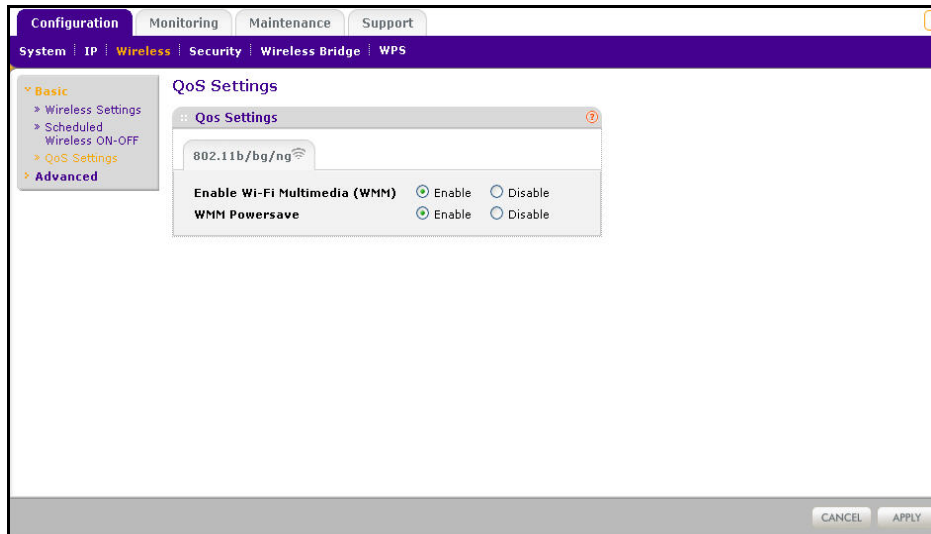 Configuration Monitoring Maintenance Support
System IP Wireless Security Wireless Bridge WPS
Basic
» Wireless Settings
» Scheduled
Wireless ON-OFF
» QoS Settings
Advanced
QoS Settings
Qos Settings ?
802.11b/bg/ng
Enable Wi-Fi Multimedia (WMM) Enable Disable
WMM Powersave Enable Disable
CANCEL APPLY